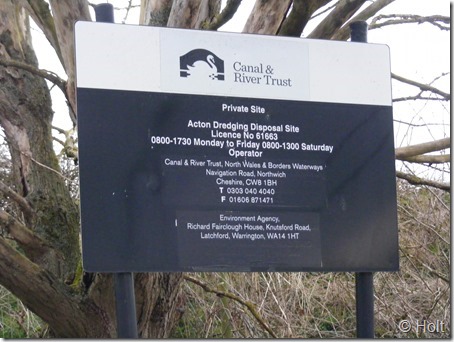 Canal &
River Trust
Private Site
Acton Dredging Disposal Site
Licence No 61663
0800-1730 Monday to Friday 0800-1300 Saturday
Operator
Canal & River Trust, North Wales & Borders Waterways
Navigation Road, Northwich
Cheshire, CW8 1BH
T 0303 040 4040
F 01606 871471
Environment Agency,
Richard Fairclough House, Knutsford Road,
Latchford, Warrington, WA14 1HT
© Holt